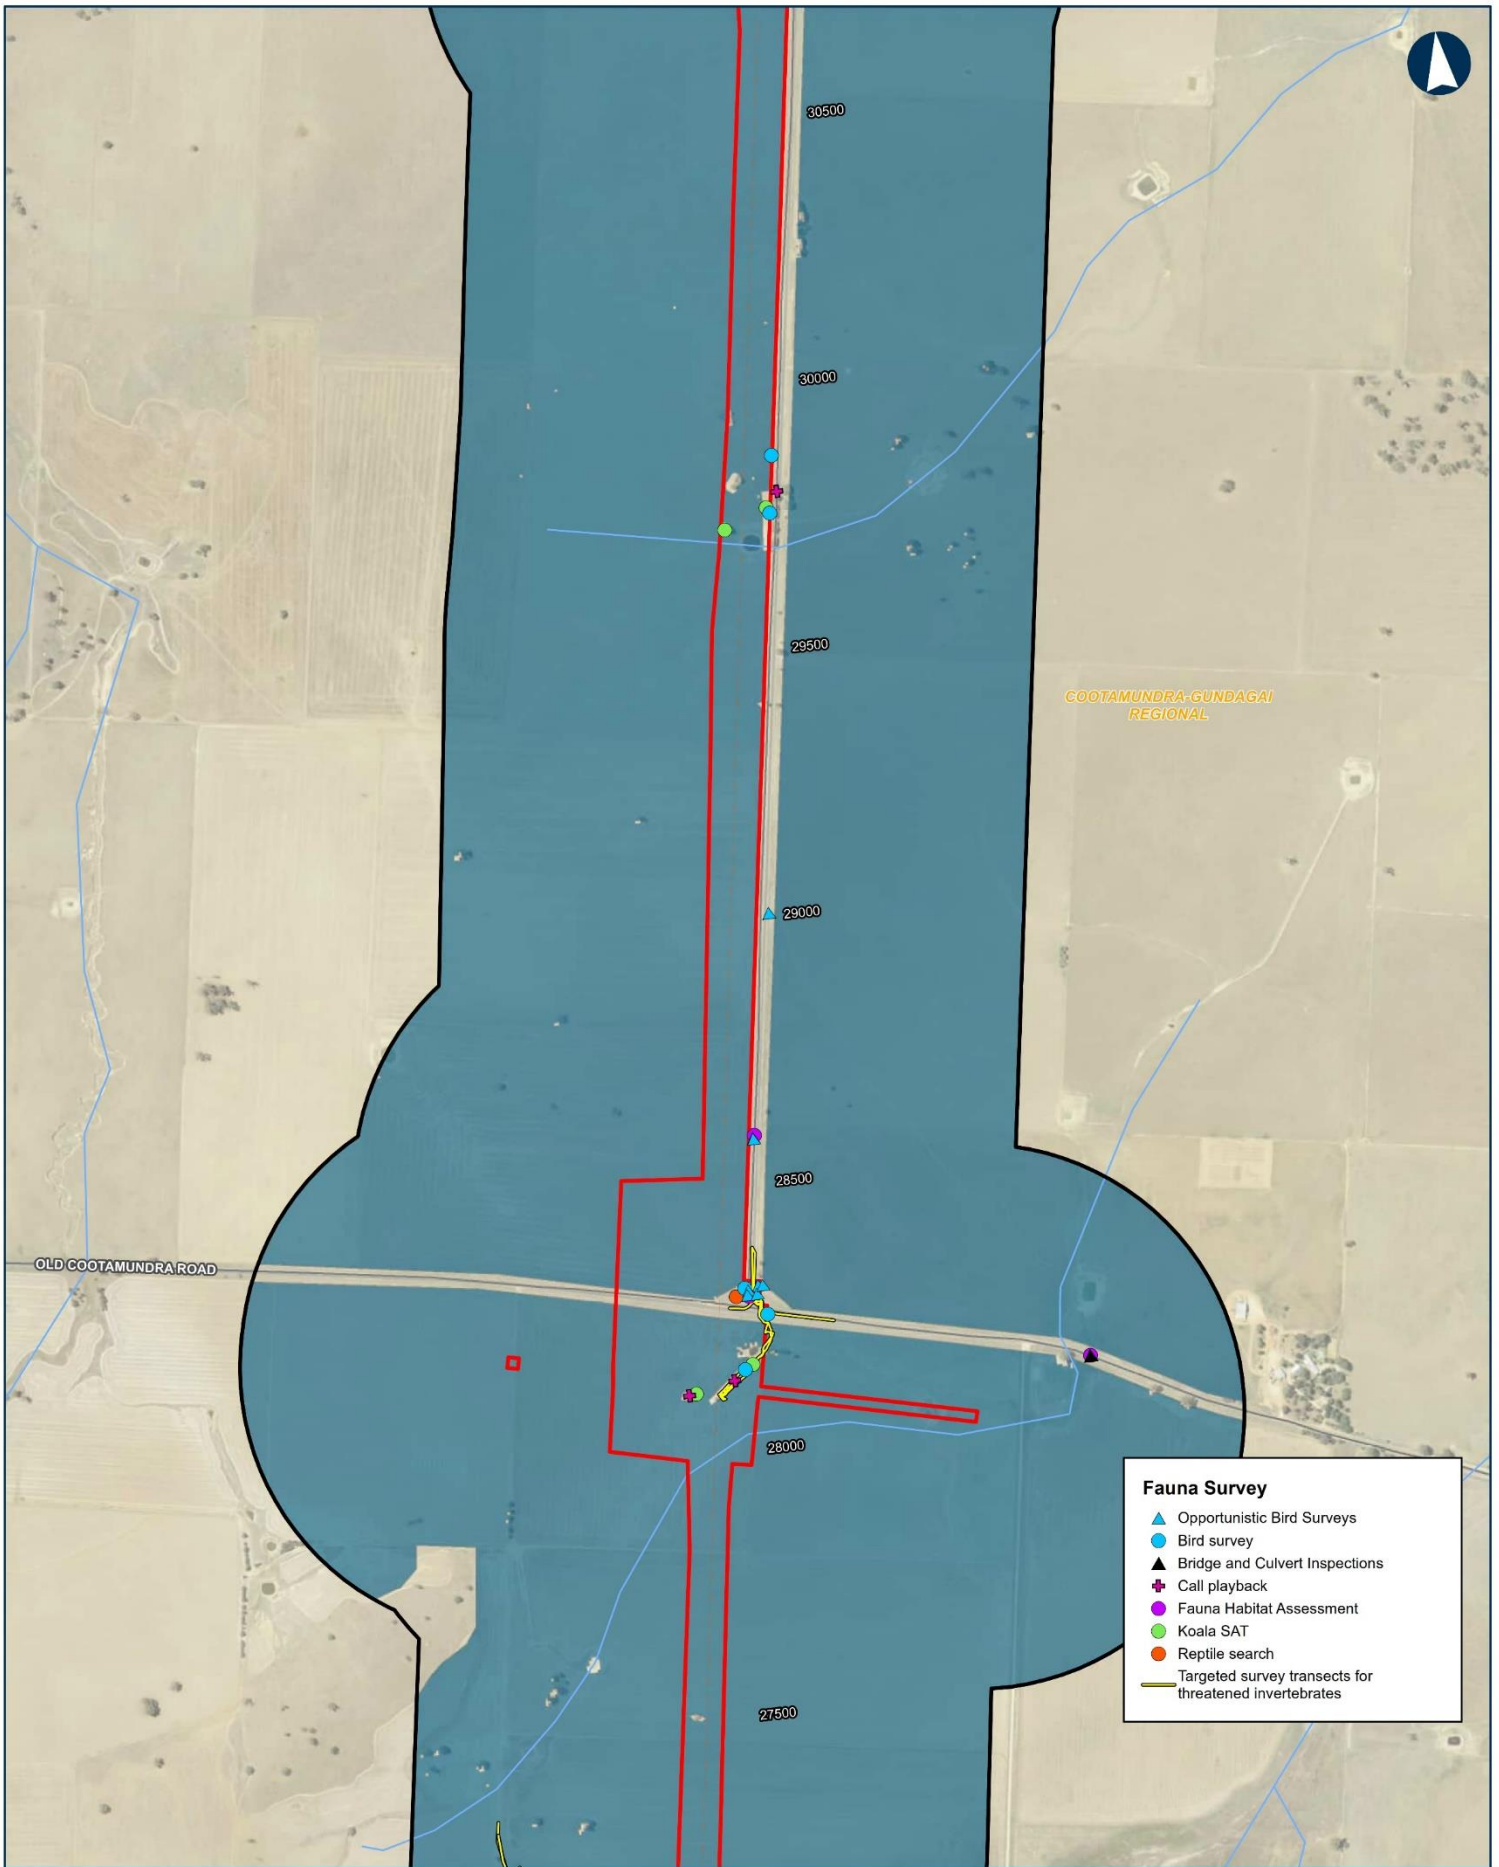 30500
30000
29500
COOTAMUNDRA-GUNDAGAI
REGIONAL
29000
28500
OLD COOTAMUNDRA ROAD
28000
27500
Fauna Survey
Opportunistic Bird Surveys
Bird survey
Bridge and Culvert Inspections
Call playback
Fauna Habitat Assessment
Koala SAT
Reptile search
Targeted survey transects for
threatened invertebrates